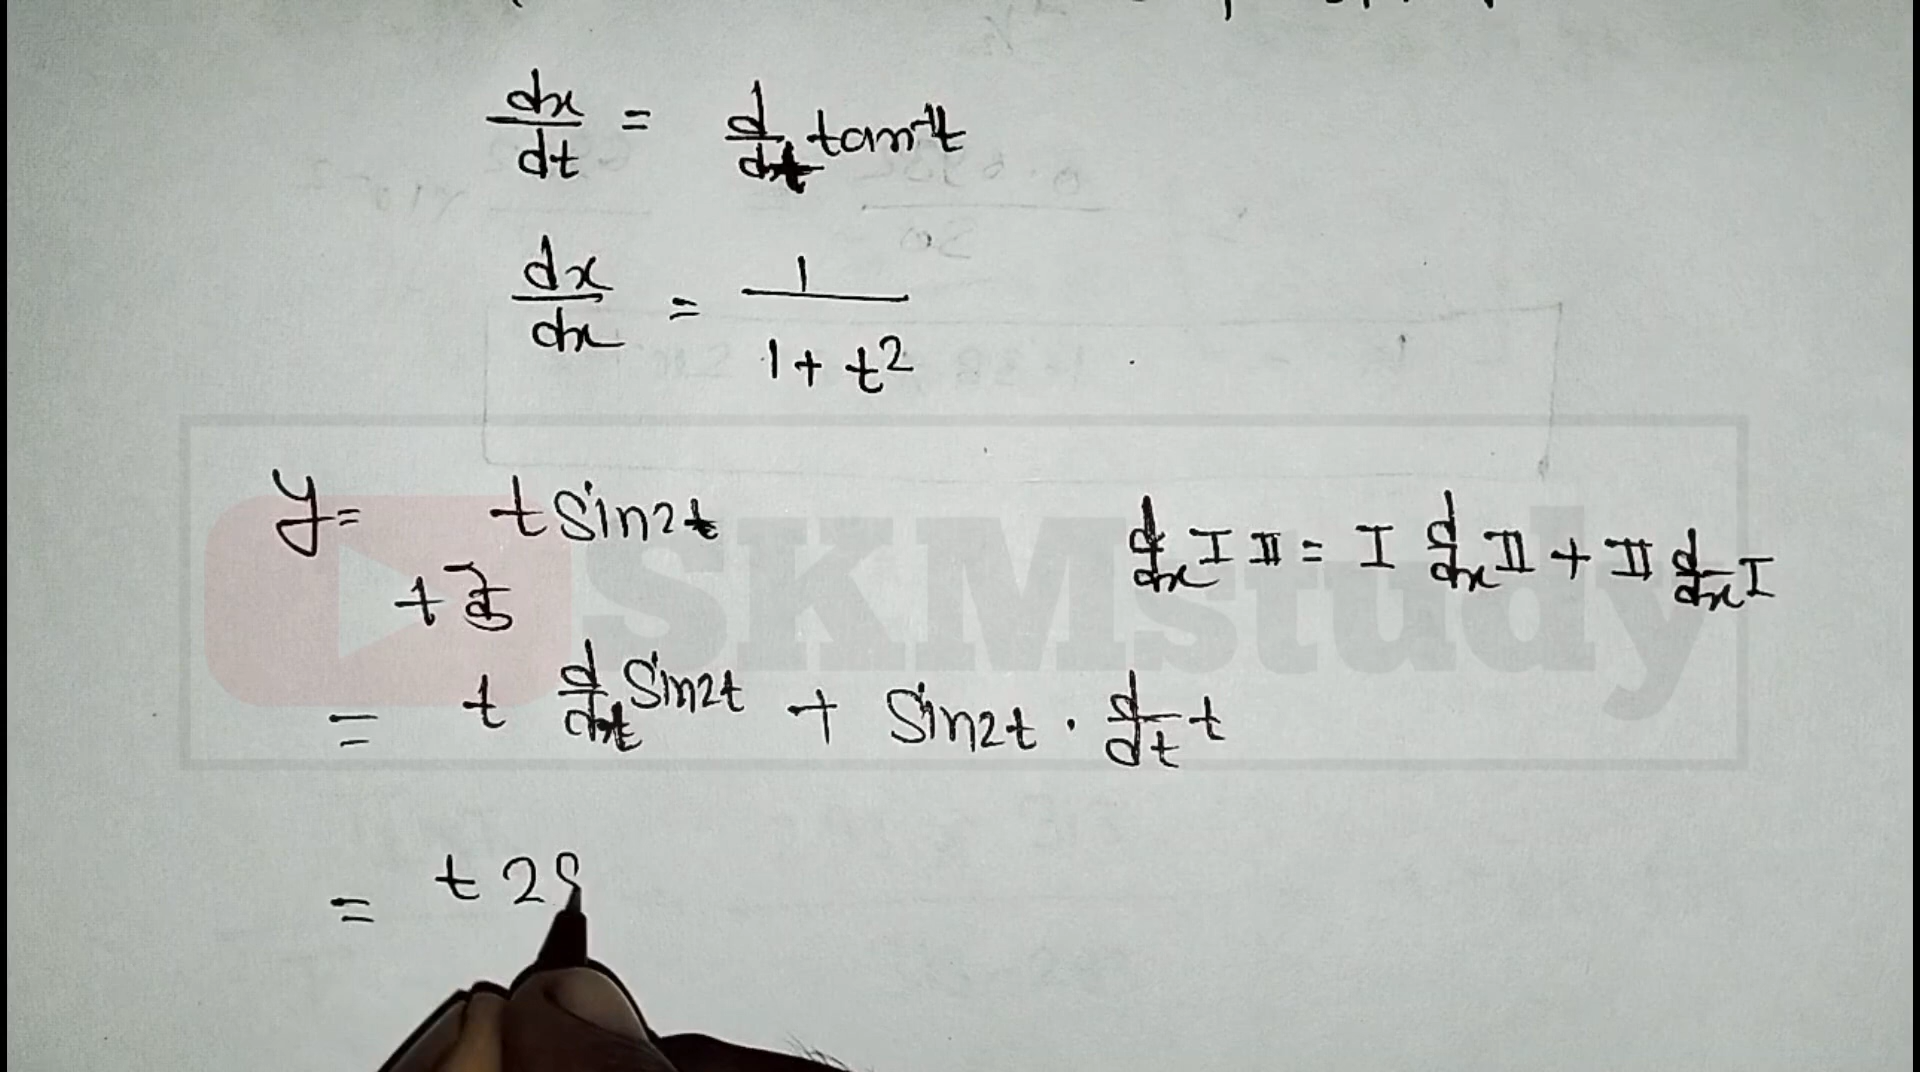 dx/dt = d/dt tan⁻¹t
dx/dx = 1/(1+t²)
y = t sin2t
d/dx I II = I d/dx II + II d/dx I
= t d/dt Sin2t + Sin2t · d/dt t
= t 2
SKMstudy